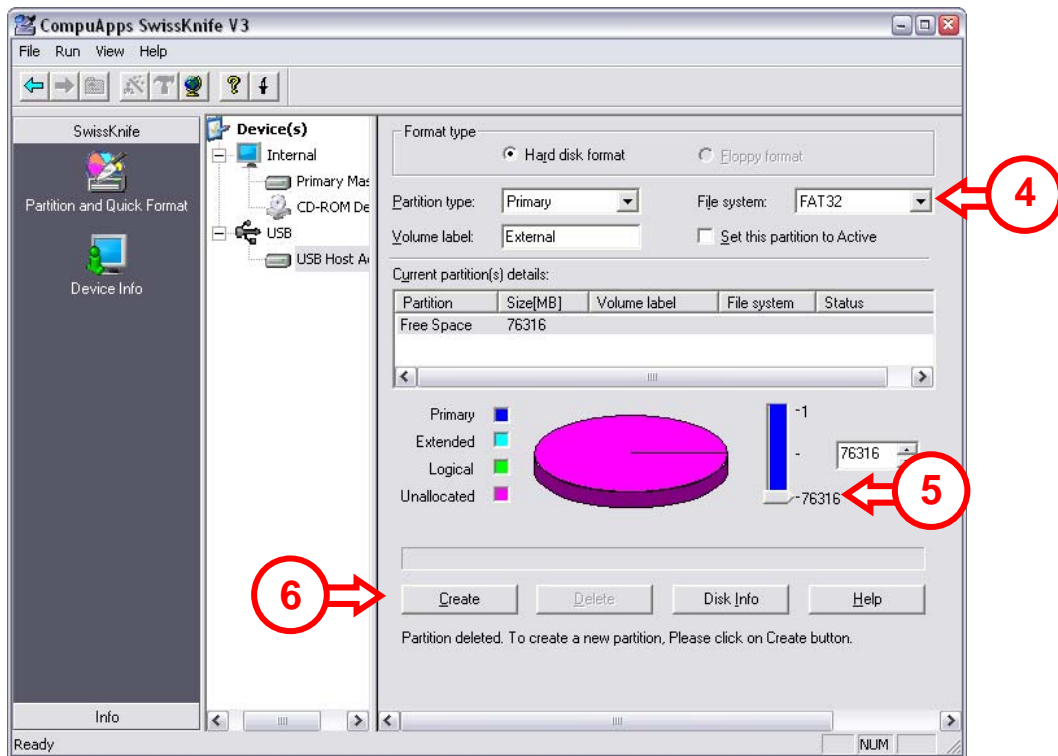 CompuApps SwissKnife V3
File Run View Help
SwissKnife
Partition and Quick Format
Device Info
Info
Device(s)
Internal
Primary Mas
CD-ROM De
USB
USB Host A
Format type
Hard disk format
Floppy format
Partition type: Primary File system: FAT32
4
Volume label: External Set this partition to Active
Current partition(s) details:
Partition Size[MB] Volume label File system Status
Free Space 76316
Primary
Extended
Logical
Unallocated
-1
-
76316
-76316
5
6
Create Delete Disk Info Help
Partition deleted. To create a new partition, Please click on Create button.
Ready NUM